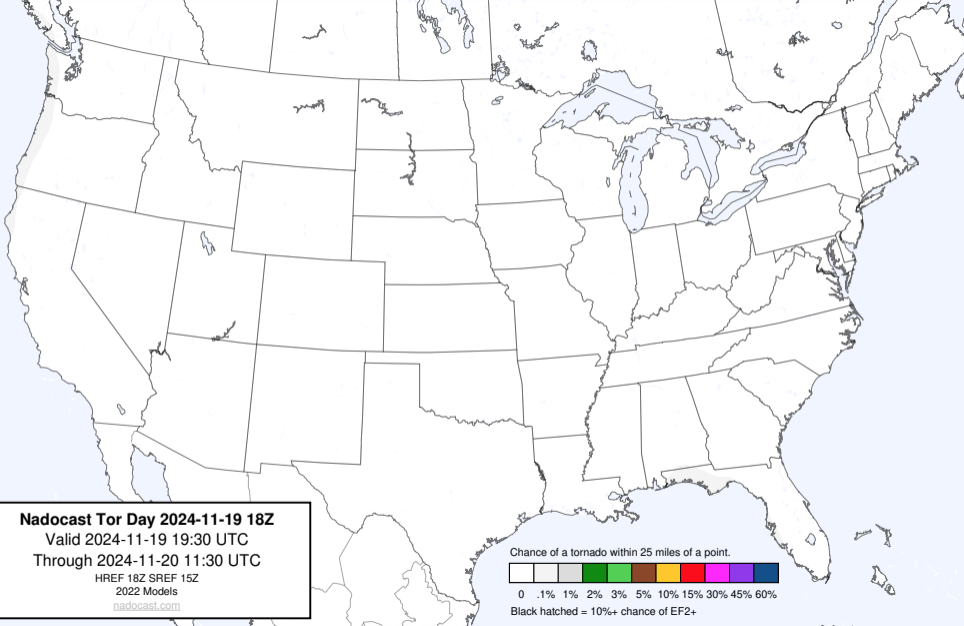 Nadocast Tor Day 2024-11-19 18Z
Valid 2024-11-19 19:30 UTC
Through 2024-11-20 11:30 UTC
HREF 18Z SREF 15Z
2022 Models
nadocast.com
Chance of a tornado within 25 miles of a point.
0 .1% 1% 2% 3% 5% 10% 15% 30% 45% 60%
Black hatched = 10%+ chance of EF2+